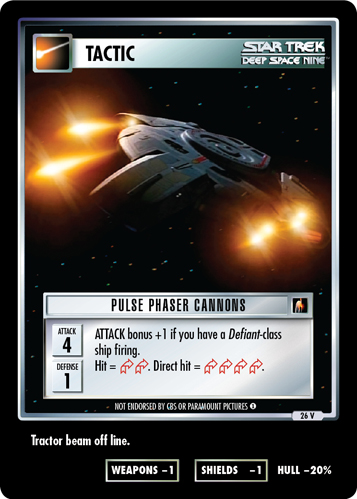 TACTIC
STAR TREK
DEEP SPACE NINE
PULSE PHASER CANNONS
ATTACK
4
DEFENSE
1
ATTACK bonus +1 if you have a Defiant-class
ship firing.
Hit = . Direct hit = .
NOT ENDORSED BY CBS OR PARAMOUNT PICTURES
26 V
Tractor beam off line.
WEAPONS -1 SHIELDS -1 HULL -20%